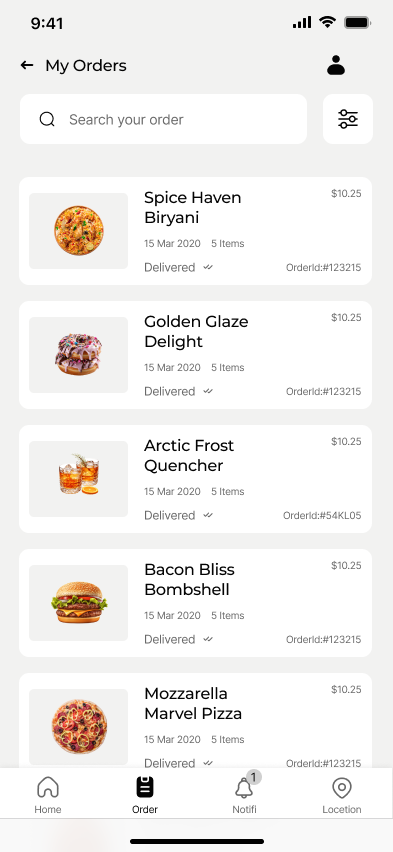 9:41
My Orders
Search your order
Spice Haven
Biryani
$10.25
15 Mar 2020 5 Items
Delivered
OrderId:#123215
Golden Glaze
Delight
$10.25
15 Mar 2020 5 Items
Delivered
OrderId:#123215
Arctic Frost
Quencher
$10.25
15 Mar 2020 5 Items
Delivered
OrderId:#54KL05
Bacon Bliss
Bombshell
$10.25
15 Mar 2020 5 Items
Delivered
OrderId:#123215
Mozzarella
Marvel Pizza
$10.25
15 Mar 2020 5 Items
Delivered
OrderId:#123215
1
Home
Order
Notifi
Locetion